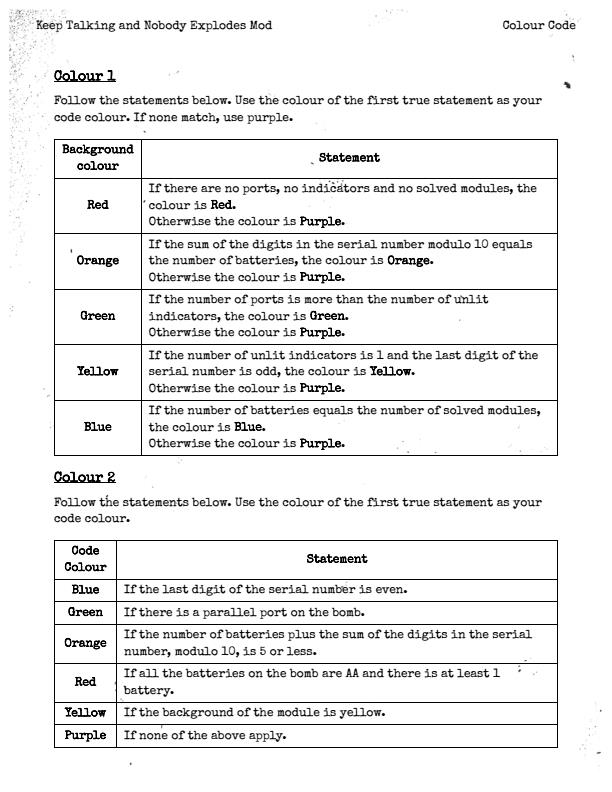 Keep Talking and Nobody Explodes Mod
Colour Code
Colour 1
Follow the statements below. Use the colour of the first true statement as your
code colour. If none match, use purple.
Background
colour
Statement
Red
If there are no ports, no indicators and no solved modules, the
colour is Red.
Otherwise the colour is Purple.
Orange
If the sum of the digits in the serial number modulo 10 equals
the number of batteries, the colour is Orange.
Otherwise the colour is Purple.
Green
If the number of ports is more than the number of unlit
indicators, the colour is Green.
Otherwise the colour is Purple.
Yellow
If the number of unlit indicators is 1 and the last digit of the
serial number is odd, the colour is Yellow.
Otherwise the colour is Purple.
Blue
If the number of batteries equals the number of solved modules,
the colour is Blue.
Otherwise the colour is Purple.
Colour 2
Follow the statements below. Use the colour of the first true statement as your
code colour.
Code
Colour
Statement
Blue
If the last digit of the serial number is even.
Green
If there is a parallel port on the bomb.
Orange
If the number of batteries plus the sum of the digits in the serial
number, modulo 10, is 5 or less.
Red
If all the batteries on the bomb are AA and there is at least 1
battery.
Yellow
If the background of the module is yellow.
Purple
If none of the above apply.